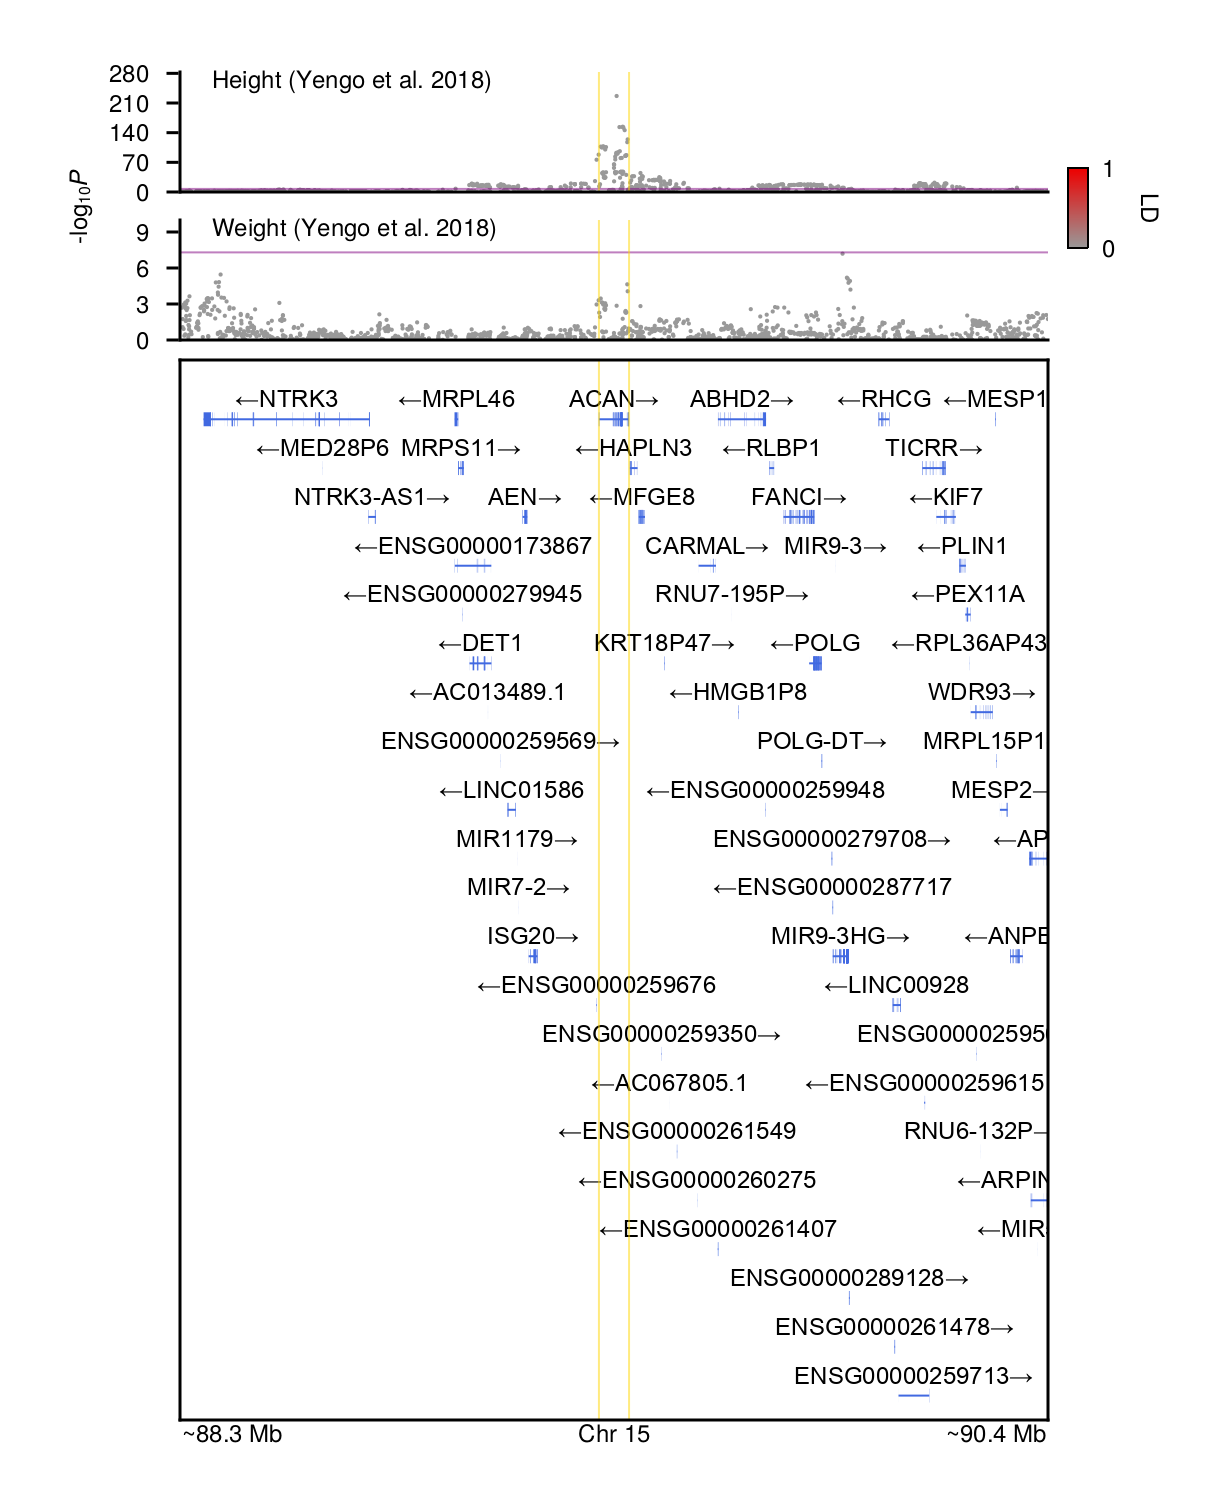 Height (Yengo et al. 2018)
280
210
140
70
0
Weight (Yengo et al. 2018)
9
6
3
0
-log10P
1
0
LD
←NTRK3 ←MRPL46 ACAN→ ABHD2→ ←RHCG ←MESP1
←MED28P6 MRPS11→ ←HAPLN3 ←RLBP1 TICRR→
NTRK3-AS1→ AEN→ ←MFGE8 FANCI→ ←KIF7
←ENSG00000173867 CARMAL→ MIR9-3→ ←PLIN1
←ENSG00000279945 RNU7-195P→ ←PEX11A
←DET1 KRT18P47→ ←POLG ←RPL36AP43
←AC013489.1 ←HMGB1P8 WDR93→
ENSG00000259569→ POLG-DT→ MRPL15P1
←LINC01586 ←ENSG00000259948 MESP2→
MIR1179→ ENSG00000279708→ ←AP
MIR7-2→ ←ENSG00000287717
ISG20→ MIR9-3HG→ ←ANPE
←ENSG00000259676 ←LINC00928
ENSG00000259350→ ENSG0000025950
←AC067805.1 ←ENSG00000259615
←ENSG00000261549 RNU6-132P→
←ENSG00000260275 ←ARPIN
←ENSG00000261407 ←MIR
ENSG00000289128→
ENSG00000261478→
ENSG00000259713→
~88.3 Mb Chr 15 ~90.4 Mb